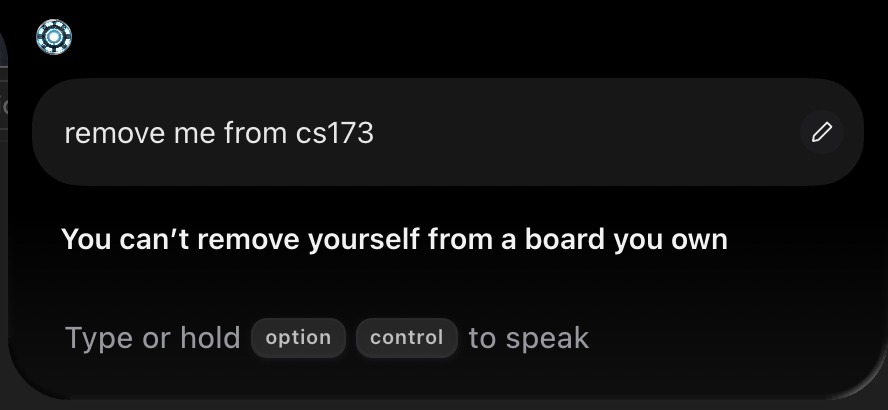 remove me from cs173
You can’t remove yourself from a board you own
Type or hold option control to speak